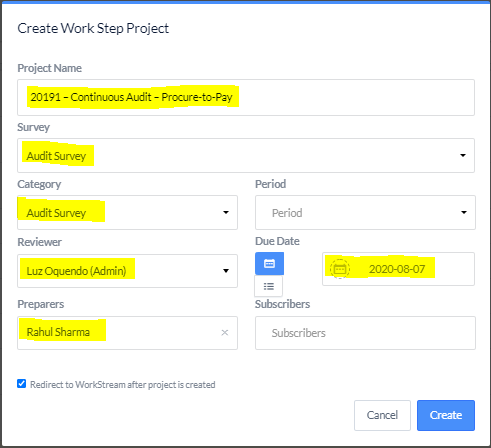 Create Work Step Project
Project Name
20191 – Continuous Audit – Procure-to-Pay
Survey
Audit Survey
Category
Period
Audit Survey
Period
Reviewer
Due Date
Luz Oquendo (Admin)
2020-08-07
Preparers
Subscribers
Rahul Sharma
Subscribers
Redirect to WorkStream after project is created
Cancel
Create